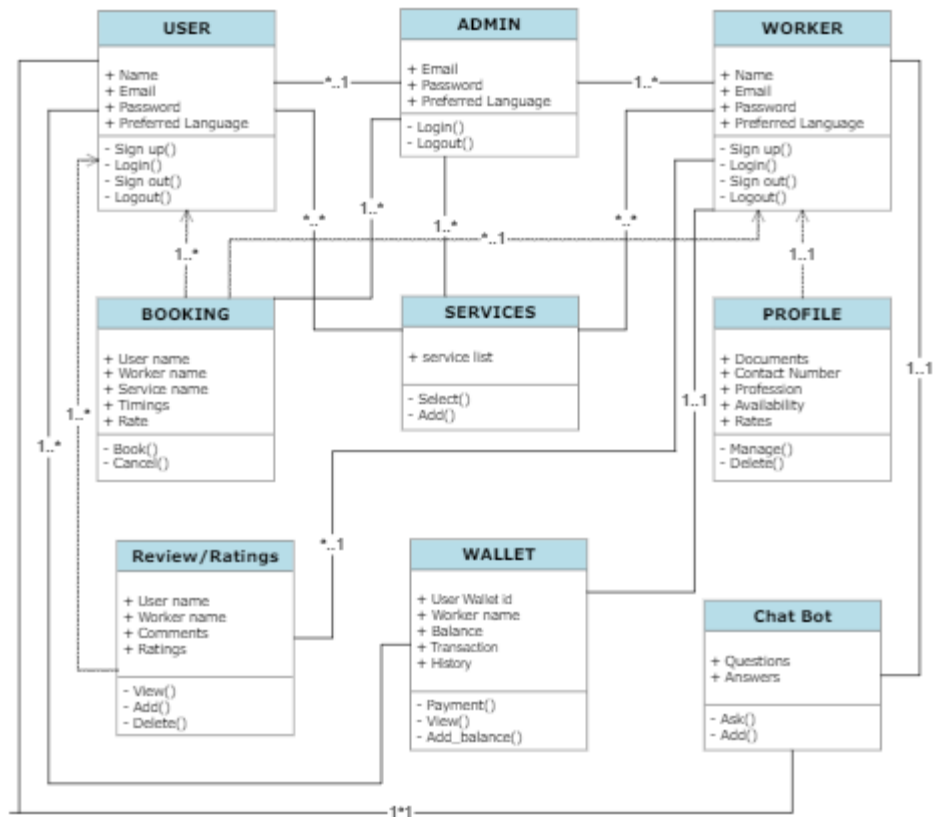 USER
+ Name
+ Email
+ Password
+ Preferred Language
- Sign up()
- Login()
- Sign out()
- Logout()
ADMIN
+ Email
+ Password
+ Preferred Language
- Login()
- Logout()
WORKER
+ Name
+ Email
+ Password
+ Preferred Language
- Sign up()
- Login()
- Sign out()
- Logout()
*..1
1..*
1..*
*..*
1..*
*..*
*..1
1..*
1..1
BOOKING
+ User name
+ Worker name
+ Service name
+ Timings
+ Rate
- Book()
- Cancel()
SERVICES
+ service list
- Select()
- Add()
PROFILE
+ Documents
+ Contact Number
+ Profession
+ Availability
+ Rates
- Manage()
- Delete()
1..1
1..1
1..*
1..*
*..1
Review/Ratings
+ User name
+ Worker name
+ Comments
+ Ratings
- View()
- Add()
- Delete()
WALLET
+ User Wallet id
+ Worker name
+ Balance
+ Transaction
+ History
- Payment()
- View()
- Add_balance()
Chat Bot
+ Questions
+ Answers
- Ask()
- Add()
1*1